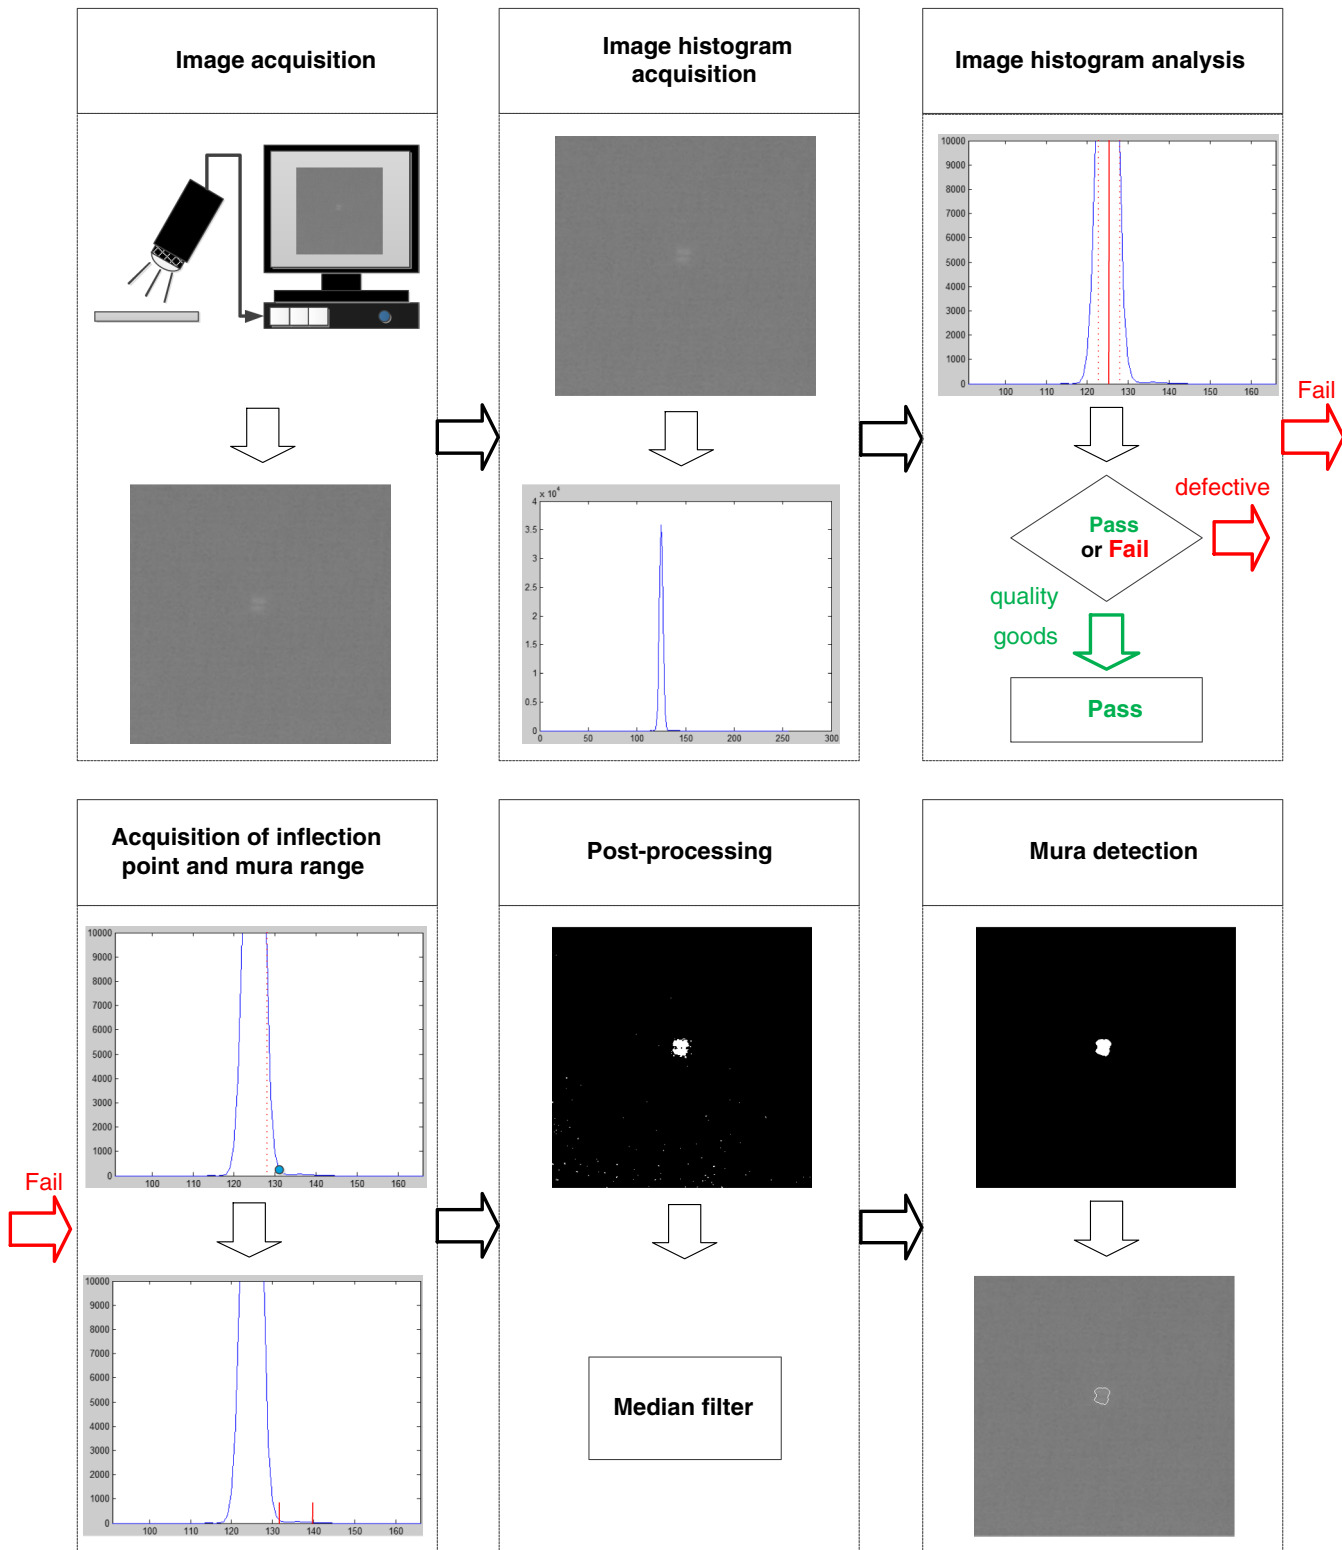 Image acquisition
Image histogram
acquisition
4 × 10⁴
3.5
3
2.5
2
1.5
1
0.5
0
0 50 100 150 200 250 300
Image histogram analysis
10000
9000
8000
7000
6000
5000
4000
3000
2000
1000
0
100 110 120 130 140 150 160
Pass
or Fail
defective
quality
goods
Pass
Fail
Fail
Acquisition of inflection
point and mura range
10000
9000
8000
7000
6000
5000
4000
3000
2000
1000
0
100 110 120 130 140 150 160
10000
9000
8000
7000
6000
5000
4000
3000
2000
1000
0
100 110 120 130 140 150 160
Post-processing
Median filter
Mura detection